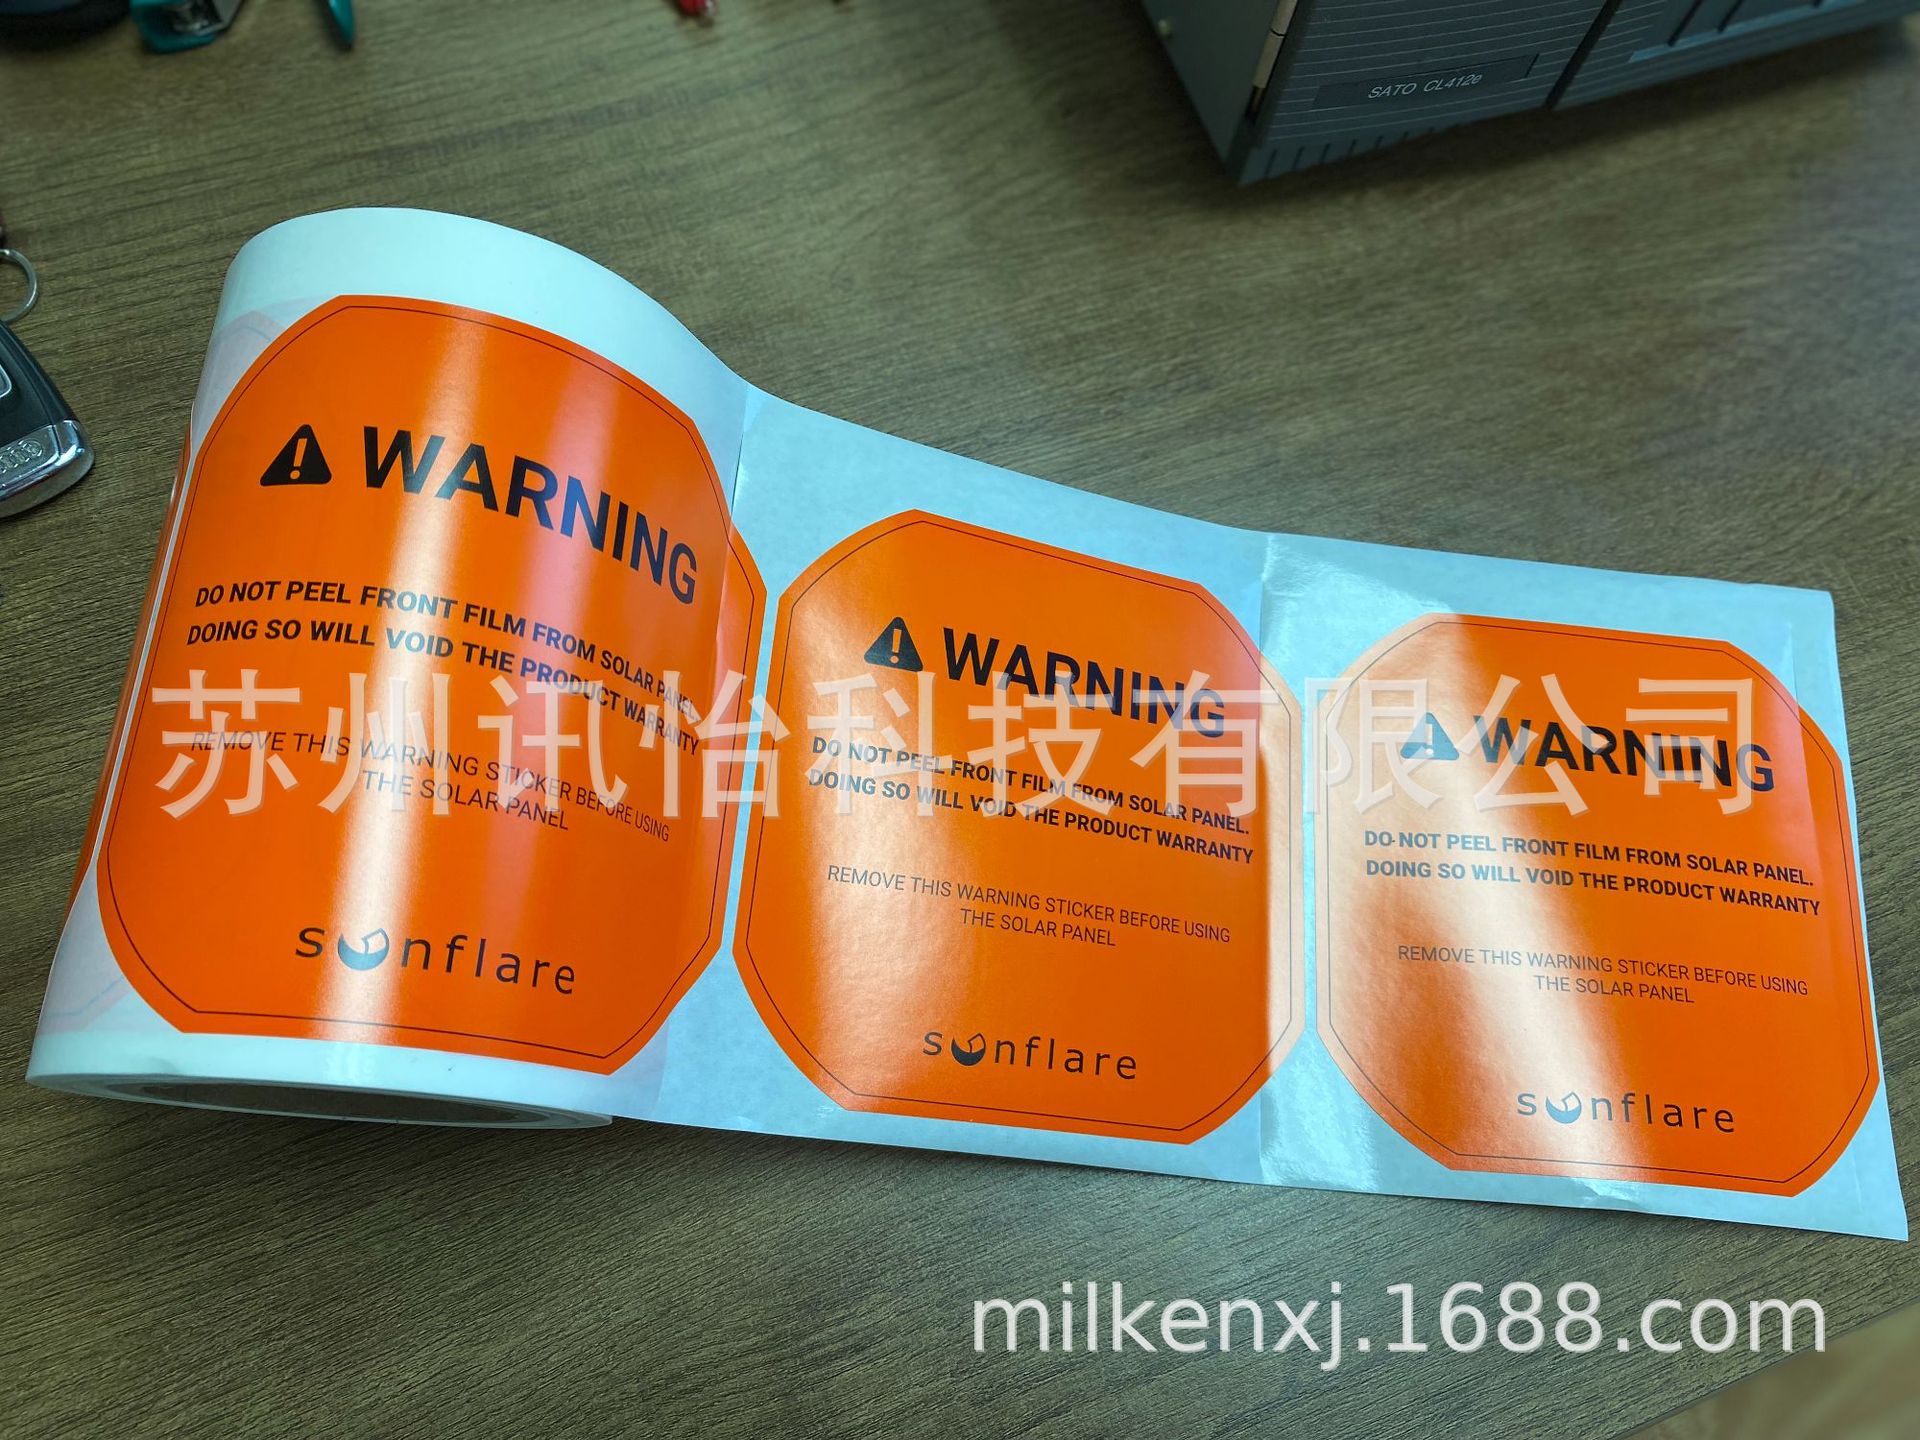 SATO CL412e
WARNING
DO NOT PEEL FRONT FILM FROM SOLAR PANEL.
DOING SO WILL VOID THE PRODUCT WARRANTY
REMOVE THIS WARNING STICKER BEFORE USING
THE SOLAR PANEL
sunflare
WARNING
DO NOT PEEL FRONT FILM FROM SOLAR PANEL.
DOING SO WILL VOID THE PRODUCT WARRANTY
REMOVE THIS WARNING STICKER BEFORE USING
THE SOLAR PANEL
sunflare
WARNING
DO NOT PEEL FRONT FILM FROM SOLAR PANEL.
DOING SO WILL VOID THE PRODUCT WARRANTY
REMOVE THIS WARNING STICKER BEFORE USING
THE SOLAR PANEL
sunflare
苏州讯怡科技有限公司
milkenxj.1688.com